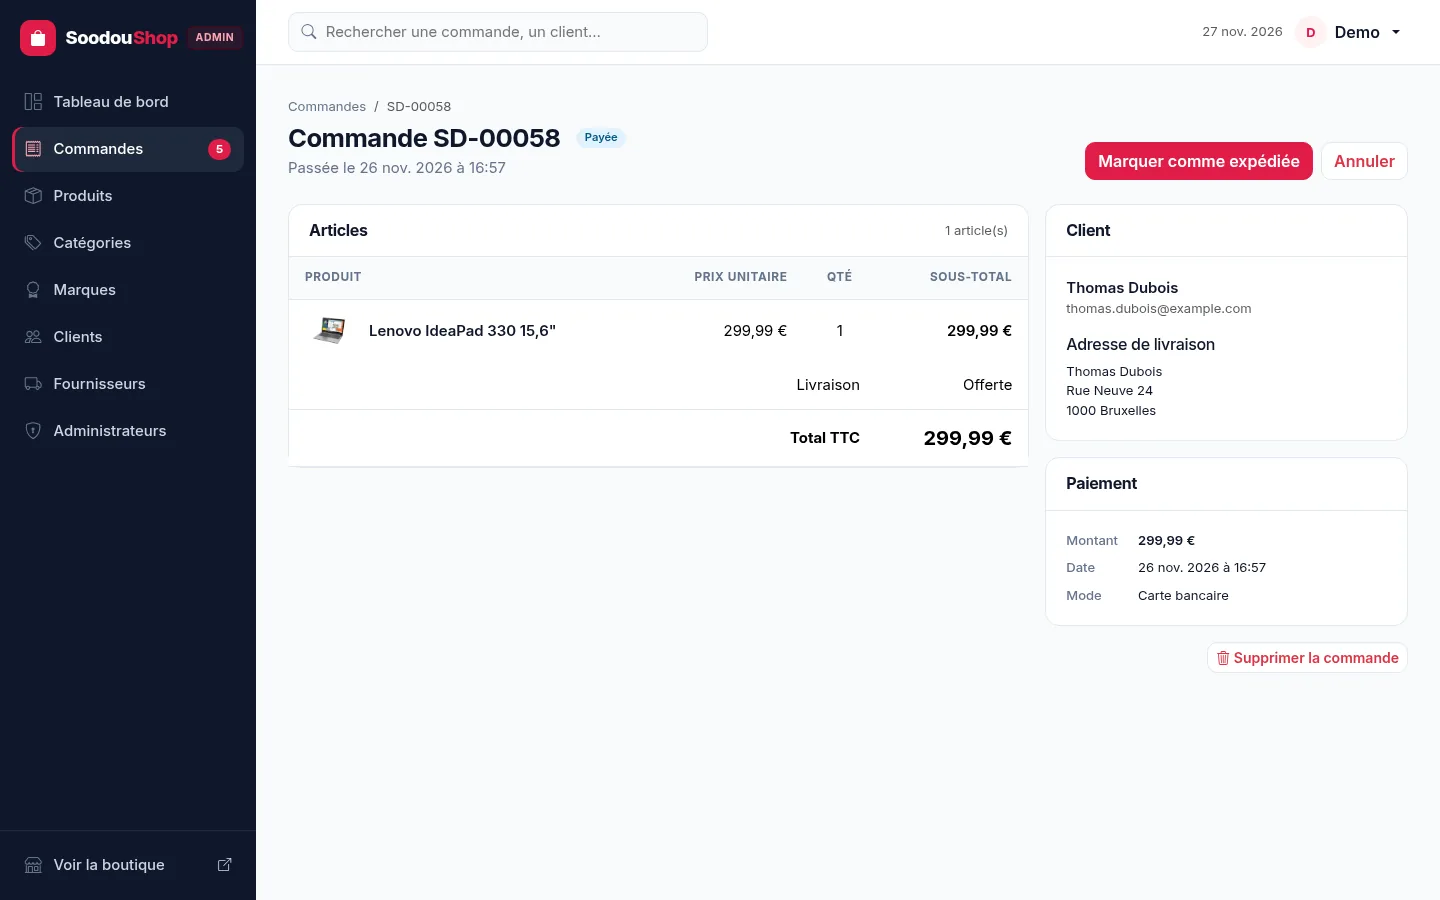 SoodouShop ADMIN
Tableau de bord
Commandes 5
Produits
Catégories
Marques
Clients
Fournisseurs
Administrateurs
Voir la boutique
Rechercher une commande, un client...
27 nov. 2026 D Demo
Commandes / SD-00058
Commande SD-00058 Payée
Passée le 26 nov. 2026 à 16:57
Marquer comme expédiée Annuler
Articles 1 article(s)
PRODUIT PRIX UNITAIRE QTÉ SOUS-TOTAL
Lenovo IdeaPad 330 15,6" 299,99 € 1 299,99 €
Livraison Offerte
Total TTC 299,99 €
Client
Thomas Dubois
thomas.dubois@example.com
Adresse de livraison
Thomas Dubois
Rue Neuve 24
1000 Bruxelles
Paiement
Montant 299,99 €
Date 26 nov. 2026 à 16:57
Mode Carte bancaire
Supprimer la commande